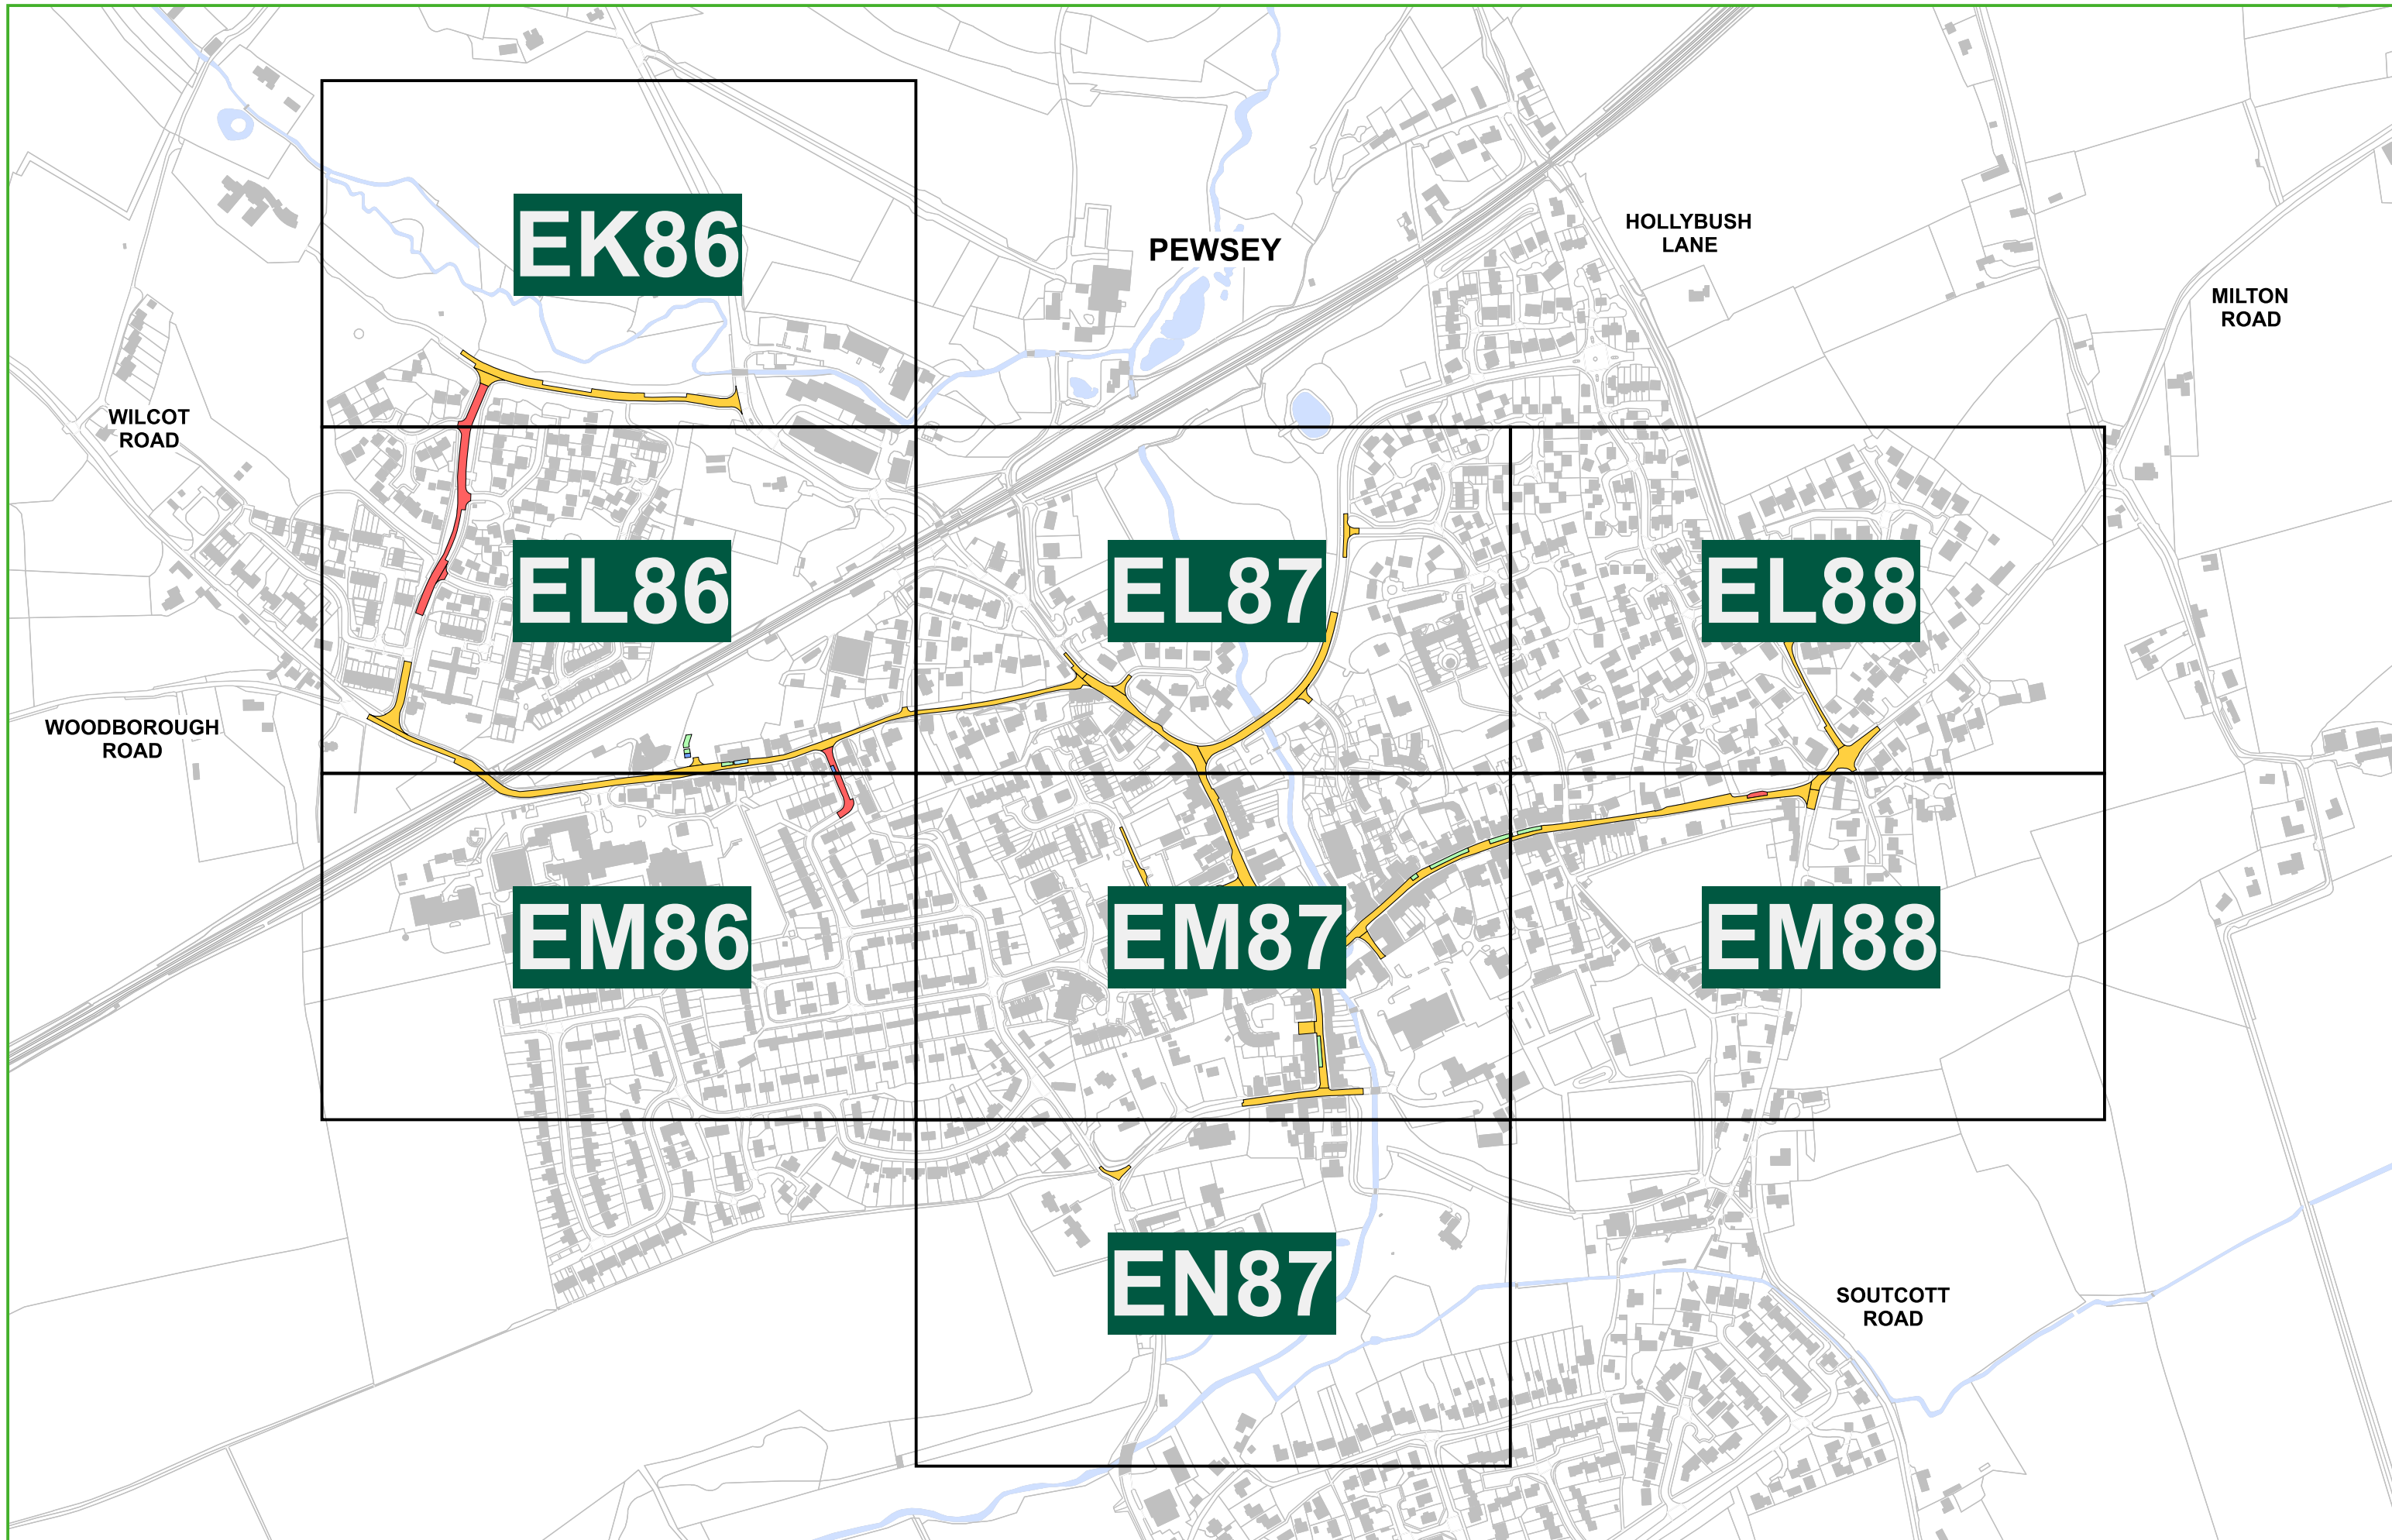 EK86
PEWSEY
HOLLYBUSH
LANE
MILTON
ROAD
WILCOT
ROAD
EL86
EL87
EL88
WOODBOROUGH
ROAD
EM86
EM87
EM88
EN87
SOUTCOTT
ROAD